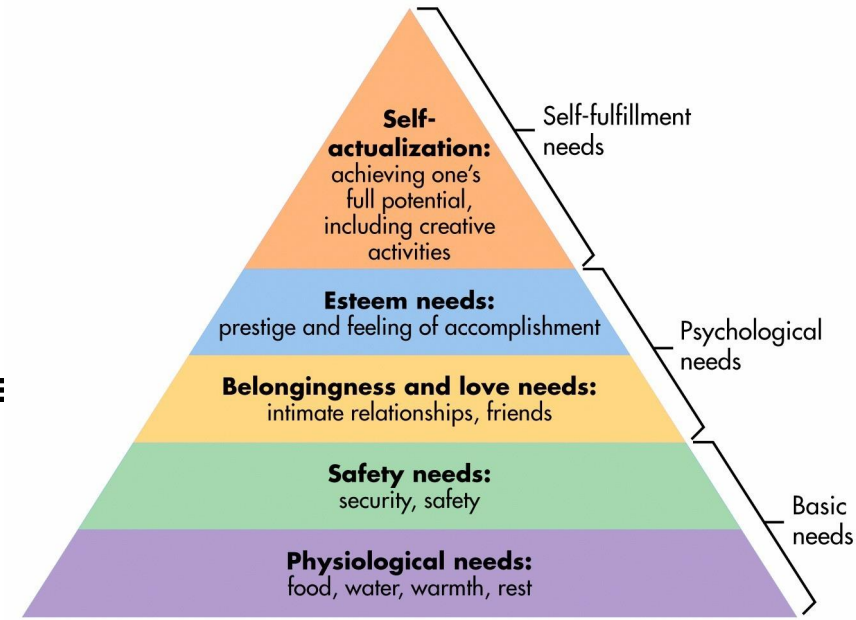 Self-
actualization:
achieving one's
full potential,
including creative
activities
Self-fulfillment
needs
Esteem needs:
prestige and feeling of accomplishment
Psychological
needs
Belongingness and love needs:
intimate relationships, friends
Safety needs:
security, safety
Basic
needs
Physiological needs:
food, water, warmth, rest